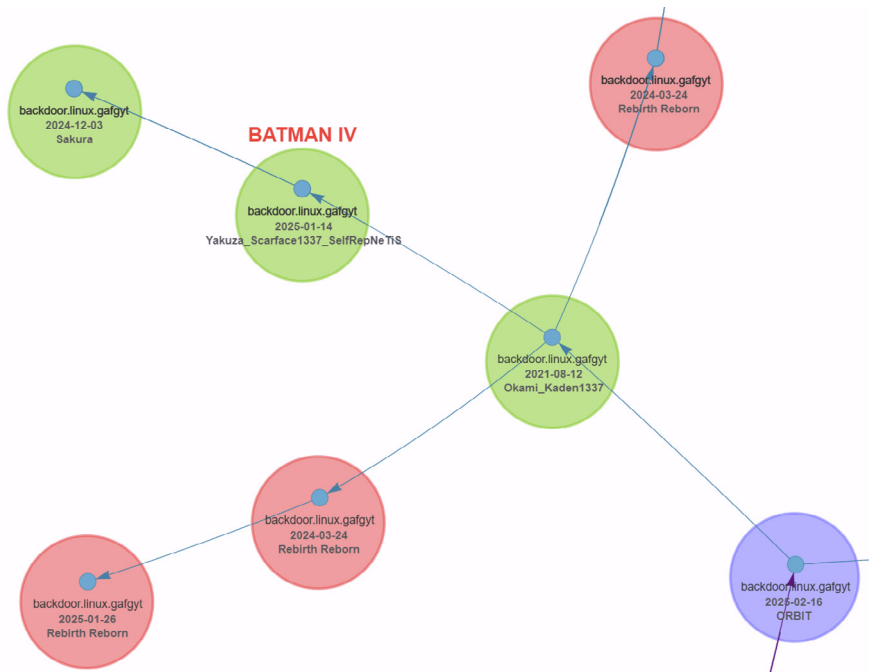 backdoor.linux.gafgyt
2024-03-24
Rebirth Reborn
backdoor.linux.gafgyt
2024-12-03
Sakura
BATMAN IV
backdoor.linux.gafgyt
2025-01-14
Yakuza_Scarface1337_SelfRepNeTiS
backdoor.linux.gafgyt
2021-08-12
Okami_Kaden1337
backdoor.linux.gafgyt
2024-03-24
Rebirth Reborn
backdoor.linux.gafgyt
2025-01-26
Rebirth Reborn
backdoor.linux.gafgyt
2025-02-16
ORBIT